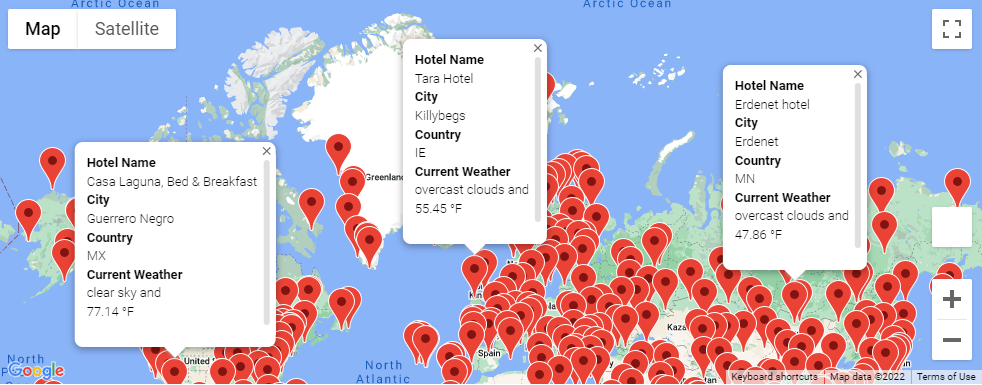 Arctic Ocean
Arctic Ocean
Map
Satellite
Hotel Name
Tara Hotel
City
Killybegs
Country
IE
Current Weather
overcast clouds and
55.45 °F
Hotel Name
Erdenet hotel
City
Erdenet
Country
MN
Current Weather
overcast clouds and
47.86 °F
Hotel Name
Casa Laguna, Bed & Breakfast
City
Guerrero Negro
Country
MX
Current Weather
clear sky and
77.14 °F
Greenland
Spain
United
North
North
Atlantic
Google
Keyboard shortcuts
Map data ©2022
Terms of Use